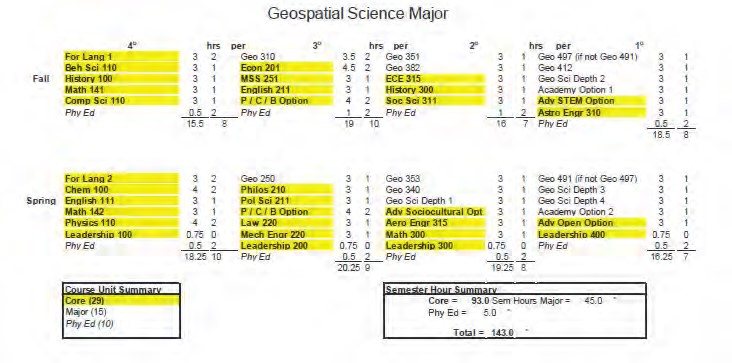 Geospatial Science Major
4° hrs per 3° hrs per 2° hrs per 1°
For Lang 1 3 2 Geo 310 3.5 2 Geo 351 3 1 Geo 497 (if not Geo 491) 3 1
Beh Sci 110 3 1 Econ 201 4.5 2 Geo 382 3 1 Geo 412 3 1
Fall History 100 3 1 MSS 251 3 1 ECE 315 3 1 Geo Sci Depth 2 3 1
Math 141 3 1 English 211 3 1 History 300 3 1 Academy Option 1 3 1
Comp Sci 110 3 1 P / C / B Option 4 2 Soc Sci 311 3 1 Adv STEM Option 3 1
Phy Ed 0.5 2 Phy Ed 1 2 Phy Ed 1 2 Astro Engr 310 3 1
15.5 8 19 10 16 7 Phy Ed 0.5 2
18.5 8
For Lang 2 3 2 Geo 250 3 1 Geo 353 3 1 Geo 491 (if not Geo 497) 3 1
Chem 100 4 2 Philos 210 3 1 Geo 340 3 1 Geo Sci Depth 3 3 1
Spring English 111 3 1 Pol Sci 211 3 1 Geo Sci Depth 1 3 1 Geo Sci Depth 4 3 1
Math 142 3 1 P / C / B Option 4 2 Adv Sociocultural Opt 3 1 Academy Option 2 3 1
Physics 110 4 2 Law 220 3 1 Aero Engr 315 3 1 Adv Open Option 3 1
Leadership 100 0.75 0 Mech Engr 220 3 1 Math 300 3 1 Leadership 400 0.75 0
Phy Ed 0.5 2 Leadership 200 0.75 0 Leadership 300 0.75 0 Phy Ed 0.5 2
18.25 10 Phy Ed 0.5 2 Phy Ed 0.5 2 16.25 7
20.25 9 19.25 8
Course Unit Summary Semester Hour Summary
Core (29) Core = 93.0 Sem Hours Major = 45.0 "
Major (15) Phy Ed = 5.0 "
Phy Ed (10)
Total = 143.0 "